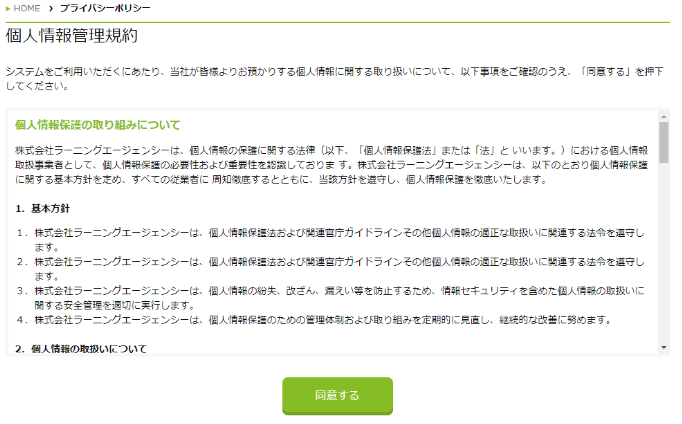 HOME › プライバシーポリシー
個人情報管理規約
システムをご利用いただくにあたり、当社が皆様よりお預かりする個人情報に関する取り扱いについて、以下事項をご確認のうえ、「同意する」を押下
してください。
個人情報保護の取り組みについて
株式会社ラーニングエージェンシーは、個人情報の保護に関する法律（以下、「個人情報保護法」または「法」と いいます。）における個人情報
取扱事業者として、個人情報保護の必要性および重要性を認識しておりま す。株式会社ラーニングエージェンシーは、以下のとおり個人情報保護
に関する基本方針を定め、すべての従業者に 周知徹底するとともに、当該方針を遵守し、個人情報保護を徹底いたします。
1．基本方針
1．株式会社ラーニングエージェンシーは、個人情報保護法および関連官庁ガイドラインその他個人情報の適正な取扱いに関連する法令を遵守し
ます。
2．株式会社ラーニングエージェンシーは、個人情報保護法および関連官庁ガイドラインその他個人情報の適正な取扱いに関連する法令を遵守し
ます。
3．株式会社ラーニングエージェンシーは、個人情報の紛失、改ざん、漏えい等を防止するため、情報セキュリティを含めた個人情報の取扱いに
関する安全管理を適切に実行します。
4．株式会社ラーニングエージェンシーは、個人情報保護のための管理体制および取り組みを定期的に見直し、継続的な改善に努めます。
2．個人情報の取扱いについて
同意する